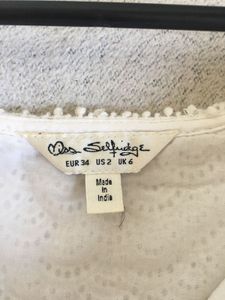 Miss Selfridge
EUR 34 US 2 UK 6
Made
in
India